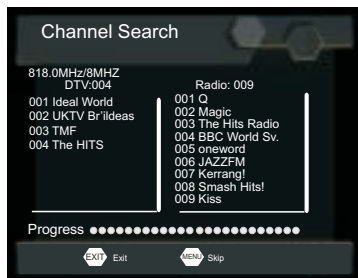 Channel Search
818.0MHz/8MHZ
DTV:004
001 Ideal World
002 UKTV Br'ildeas
003 TMF
004 The HITS
Radio: 009
001 Q
002 Magic
003 The Hits Radio
004 BBC World Sv.
005 oneword
006 JAZZFM
007 Kerrang!
008 Smash Hits!
009 Kiss
Progress
EXIT Exit
MENU Skip